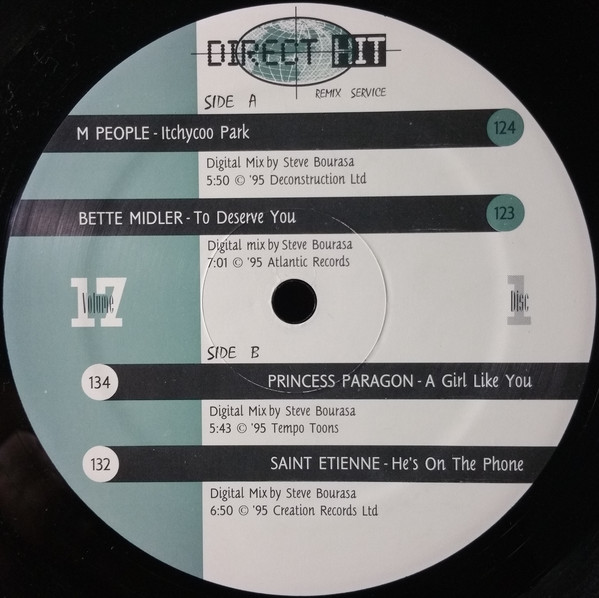 DIRECT HIT
REMIX SERVICE
SIDE A
M PEOPLE - Itchycoo Park 124
Digital Mix by Steve Bourasa
5:50 © '95 Deconstruction Ltd
BETTE MIDLER - To Deserve You 123
Digital mix by Steve Bourasa
7:01 © '95 Atlantic Records
Volume 17
Disc 1
SIDE B
134 PRINCESS PARAGON - A Girl Like You
Digital Mix by Steve Bourasa
5:43 © '95 Tempo Toons
132 SAINT ETIENNE - He's On The Phone
Digital Mix by Steve Bourasa
6:50 © '95 Creation Records Ltd